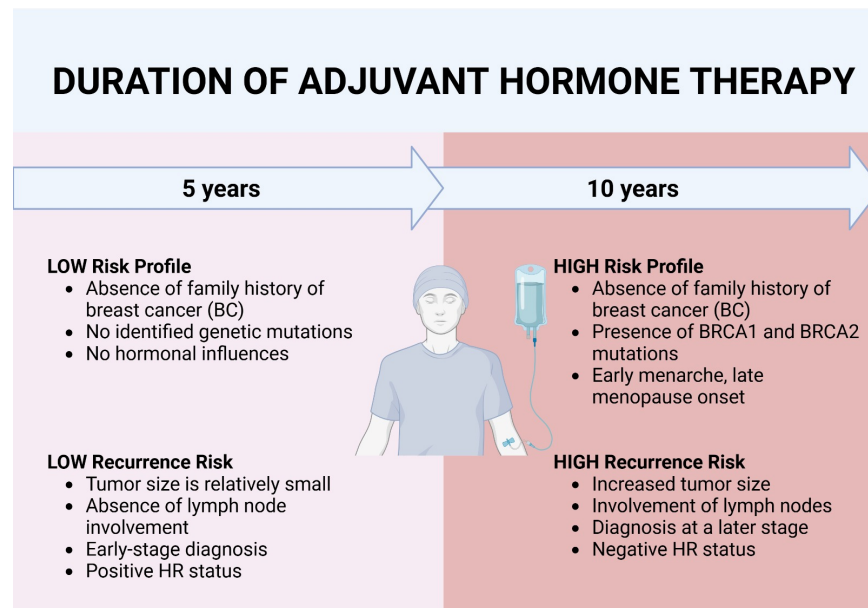 DURATION OF ADJUVANT HORMONE THERAPY
5 years
10 years
LOW Risk Profile
• Absence of family history of
breast cancer (BC)
• No identified genetic mutations
• No hormonal influences
HIGH Risk Profile
• Absence of family history of
breast cancer (BC)
• Presence of BRCA1 and BRCA2
mutations
• Early menarche, late
menopause onset
LOW Recurrence Risk
• Tumor size is relatively small
• Absence of lymph node
involvement
• Early-stage diagnosis
• Positive HR status
HIGH Recurrence Risk
• Increased tumor size
• Involvement of lymph nodes
• Diagnosis at a later stage
• Negative HR status